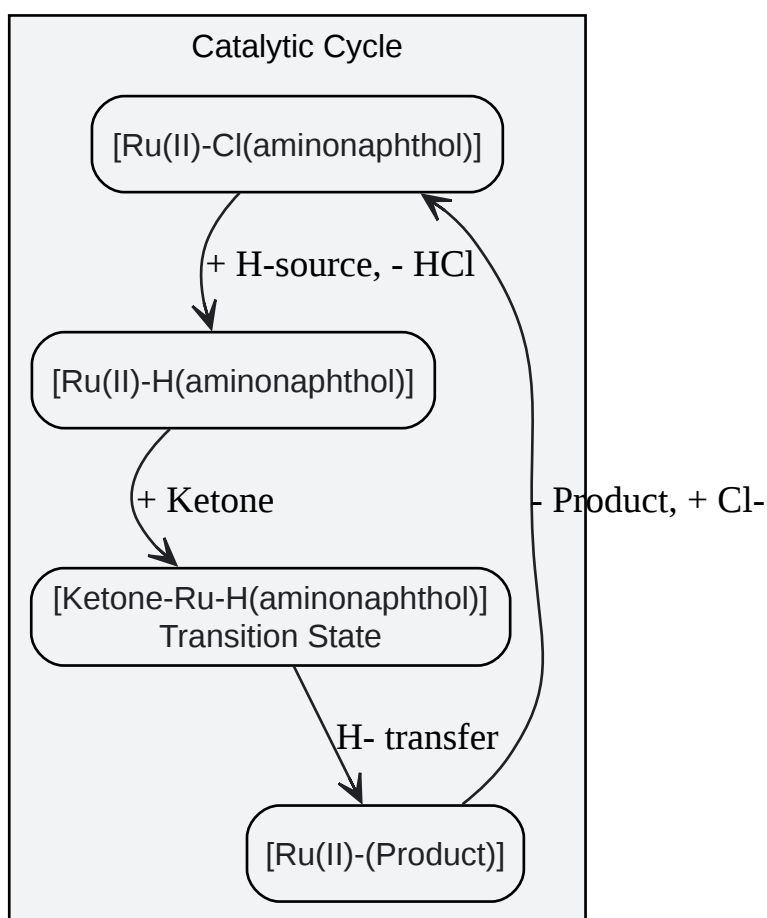 Catalytic Cycle
[Ru(II)-Cl(aminonaphthol)]
+ H-source, - HCl
[Ru(II)-H(aminonaphthol)]
+ Ketone
- Product, + Cl-
[Ketone-Ru-H(aminonaphthol)]
Transition State
H- transfer
[Ru(II)-(Product)]